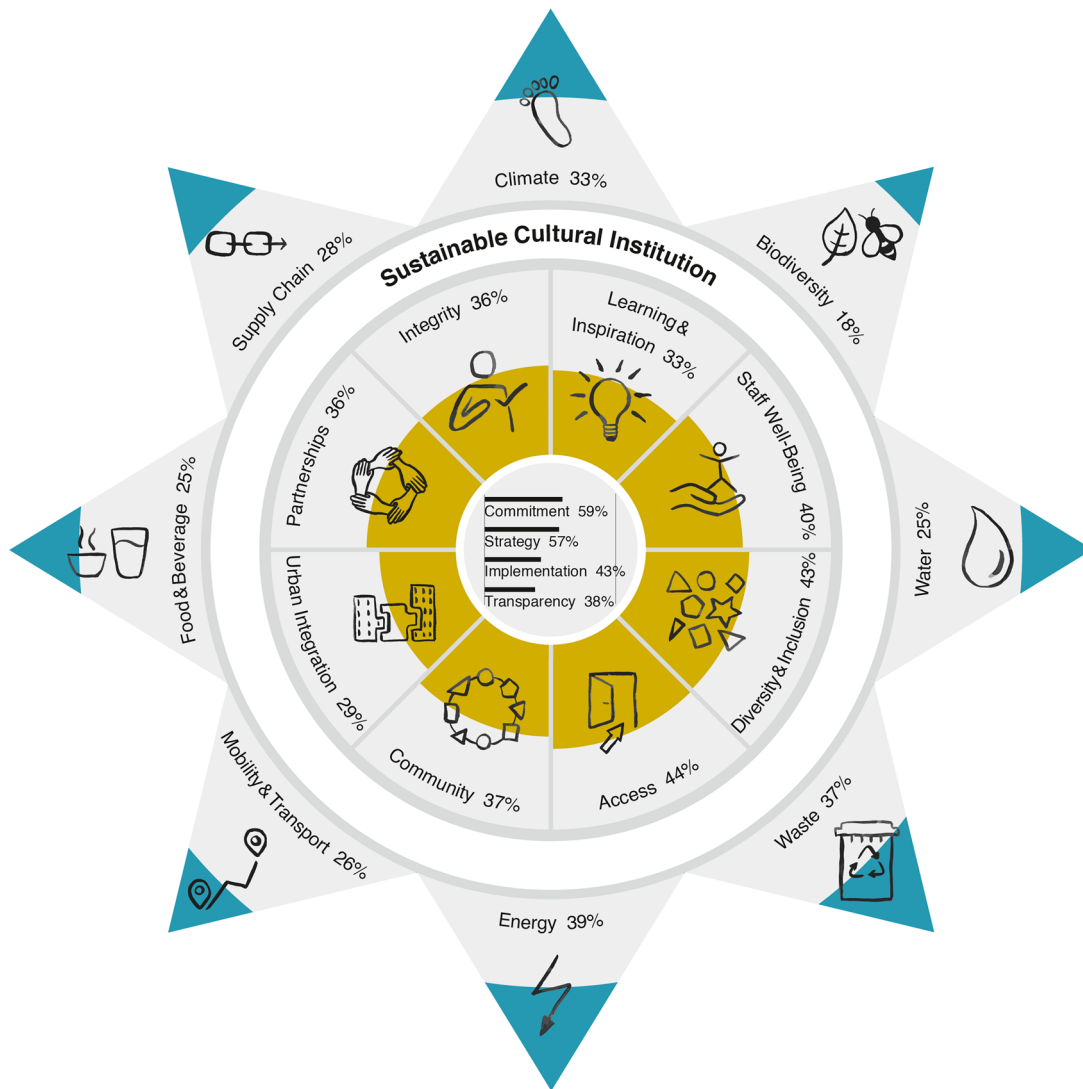 Climate 33%
Biodiversity 18%
Water 25%
Waste 37%
Energy 39%
Mobility & Transport 26%
Food & Beverage 25%
Supply Chain 28%
Sustainable Cultural Institution
Integrity 36%
Learning &
Inspiration 33%
Staff Well-Being 40%
Diversity & Inclusion 43%
Access 44%
Community 37%
Urban Integration 29%
Partnerships 36%
Commitment 59%
Strategy 57%
Implementation 43%
Transparency 38%